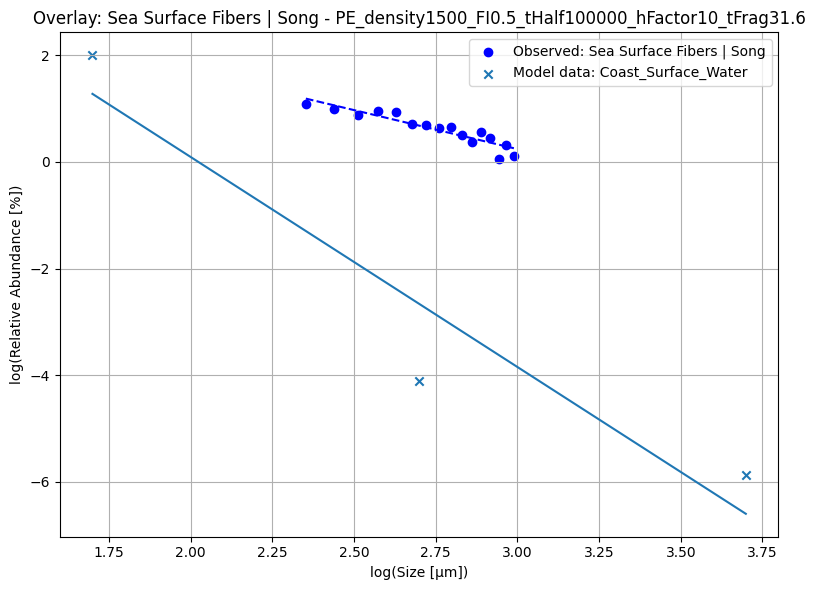 Overlay: Sea Surface Fibers | Song - PE_density1500_FI0.5_tHalf100000_hFactor10_tFrag31.6
Observed: Sea Surface Fibers | Song
Model data: Coast_Surface_Water
log(Relative Abundance [%])
2
0
−2
−4
−6
1.75
2.00
2.25
2.50
2.75
3.00
3.25
3.50
3.75
log(Size [μm])